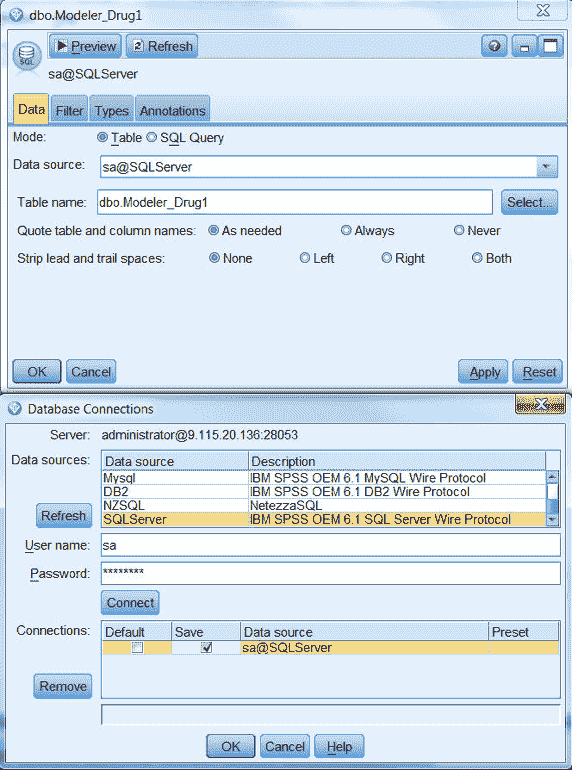 dbo.Modeler_Drug1
Preview Refresh
SQL
sa@SQLServer
Data Filter Types Annotations
Mode: Table SQL Query
Data source: sa@SQLServer
Table name: dbo.Modeler_Drug1 Select...
Quote table and column names: As needed Always Never
Strip lead and trail spaces: None Left Right Both
OK Cancel Apply Reset
Database Connections
Server: administrator@9.115.20.136:28053
Data sources: Data source Description
Mysql IBM SPSS OEM 6.1 MySQL Wire Protocol
DB2 IBM SPSS OEM 6.1 DB2 Wire Protocol
NZSQL NetezzaSQL
Refresh SQLServer IBM SPSS OEM 6.1 SQL Server Wire Protocol
User name: sa
Password: ********
Connect
Connections: Default Save Data source Preset
sa@SQLServer
Remove
OK Cancel Help